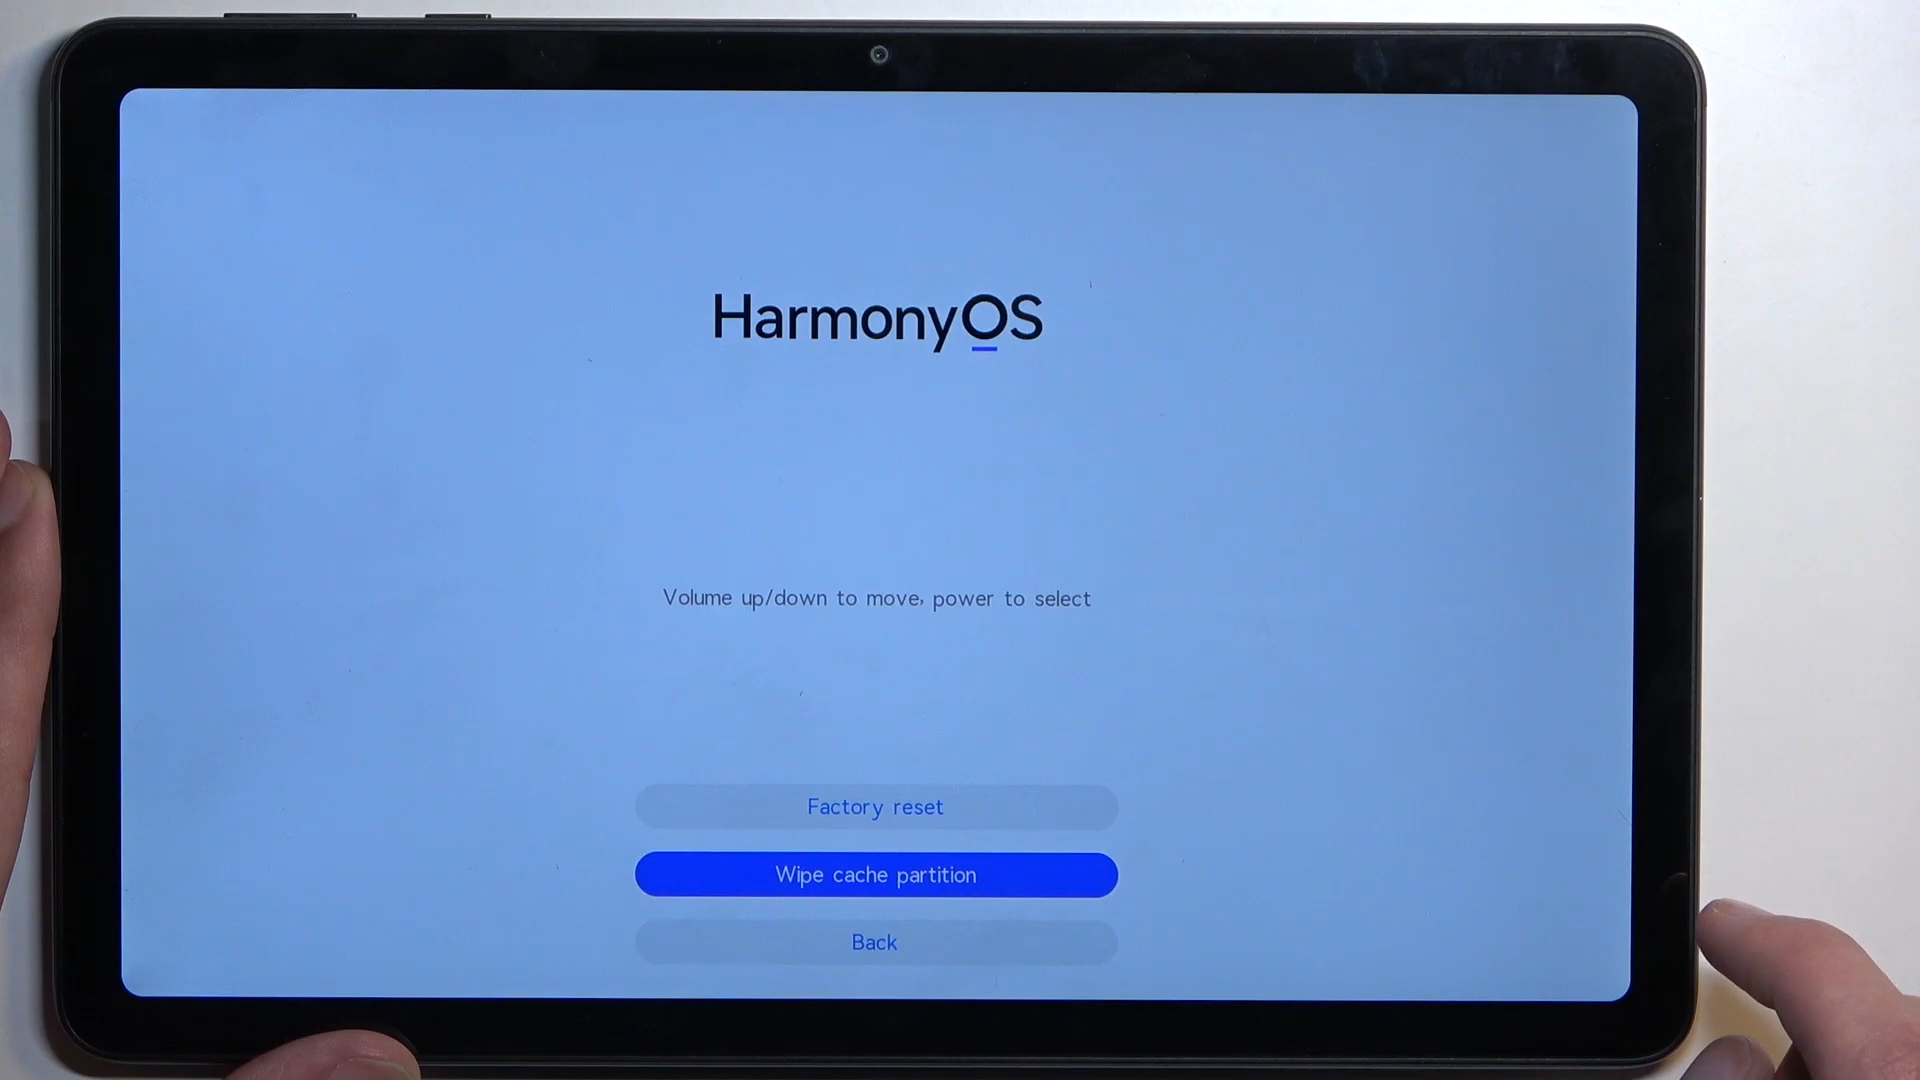 HarmonyOS
Volume up/down to move, power to select
Factory reset
Wipe cache partition
Back